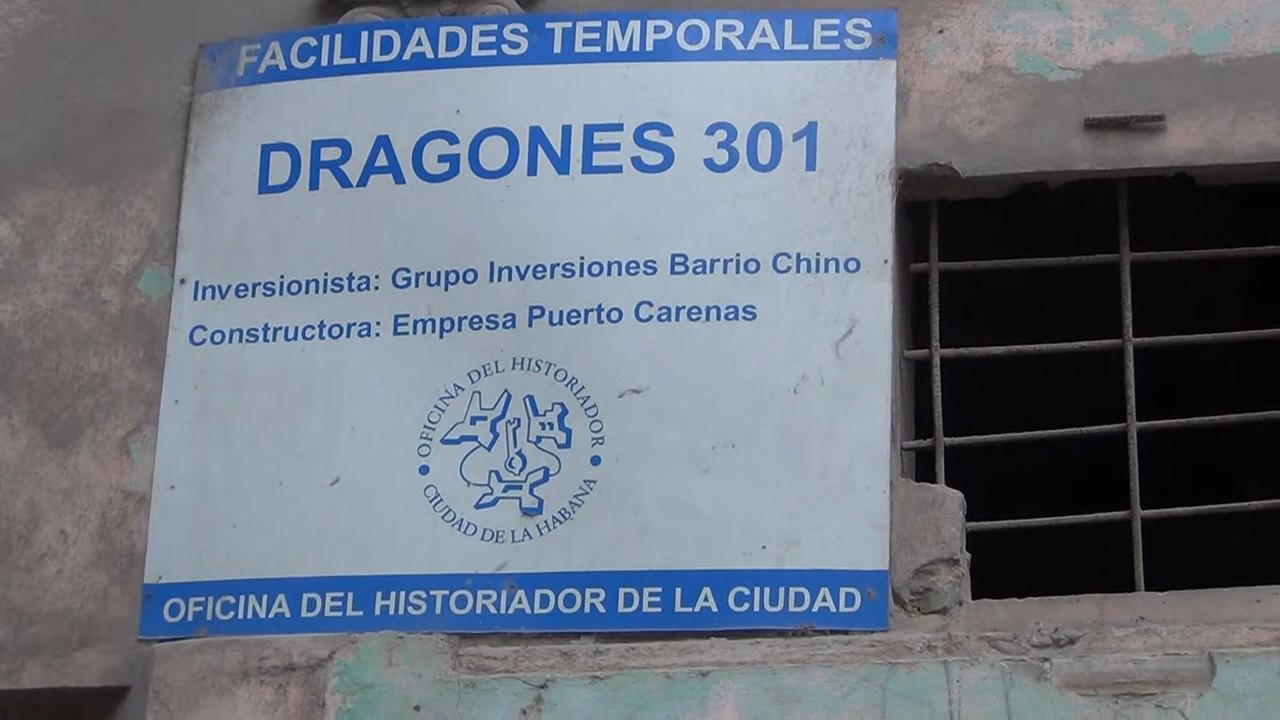 FACILIDADES TEMPORALES
DRAGONES 301
Inversionista: Grupo Inversiones Barrio Chino
Constructora: Empresa Puerto Carenas
OFICINA DEL HISTORIADOR
CIUDAD DE LA HABANA
OFICINA DEL HISTORIADOR DE LA CIUDAD